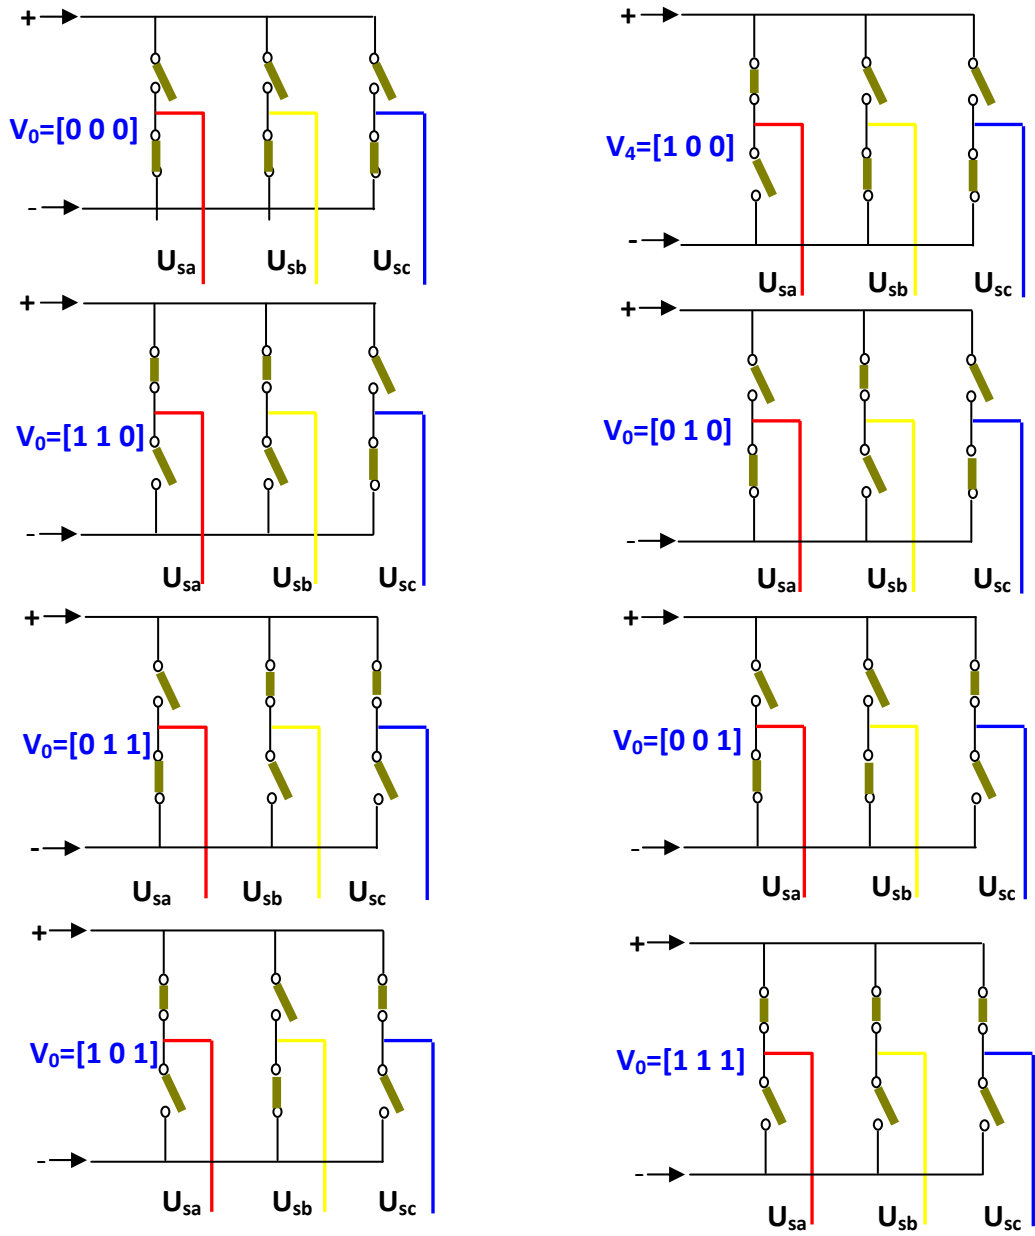 + +
V₀=[0 0 0] V₄=[1 0 0]
- -
Uₛₐ Uₛb Uₛc Uₛₐ Uₛb Uₛc
+ +
V₀=[1 1 0] V₀=[0 1 0]
- -
Uₛₐ Uₛb Uₛc Uₛₐ Uₛb Uₛc
+ +
V₀=[0 1 1] V₀=[0 0 1]
- -
Uₛₐ Uₛb Uₛc Uₛₐ Uₛb Uₛc
+ +
V₀=[1 0 1] V₀=[1 1 1]
- -
Uₛₐ Uₛb Uₛc Uₛₐ Uₛb Uₛc